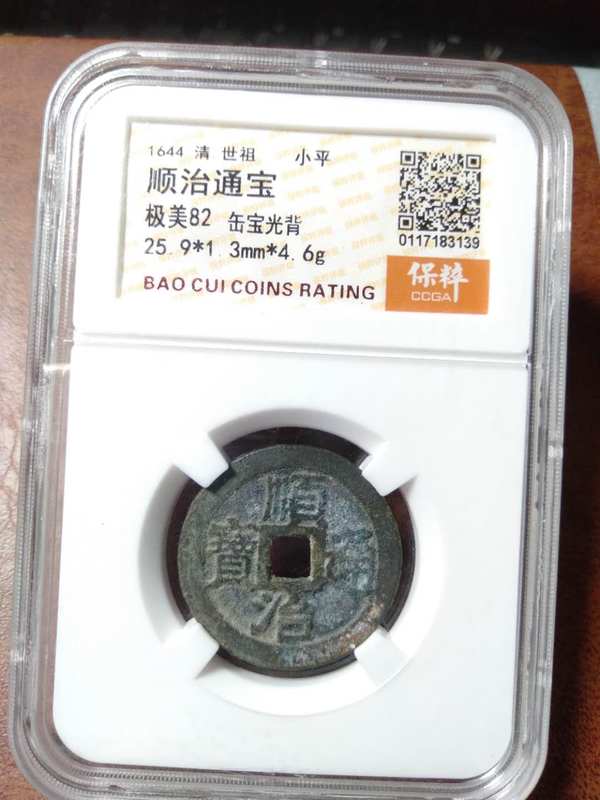 1644 清 世祖 小平
顺治通宝
极美82 缶宝光背
25.9*1.3mm*4.6g
0117183139
BAO CUI COINS RATING
保粹
CCGA
順治通寶